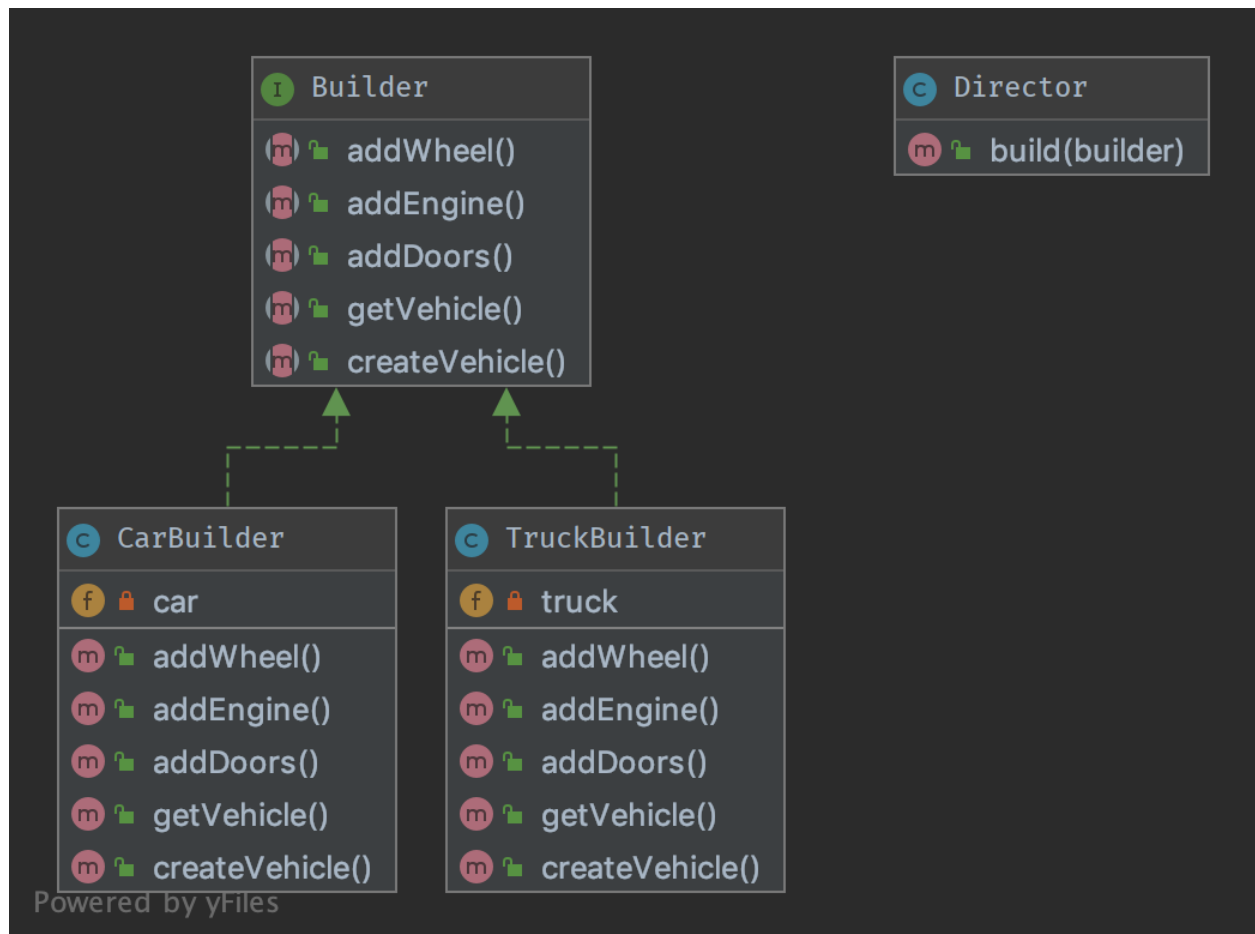 I Builder
m addWheel()
m addEngine()
m addDoors()
m getVehicle()
m createVehicle()
C Director
m build(builder)
C CarBuilder
f car
m addWheel()
m addEngine()
m addDoors()
m getVehicle()
m createVehicle()
C TruckBuilder
f truck
m addWheel()
m addEngine()
m addDoors()
m getVehicle()
m createVehicle()
Powered by yFiles